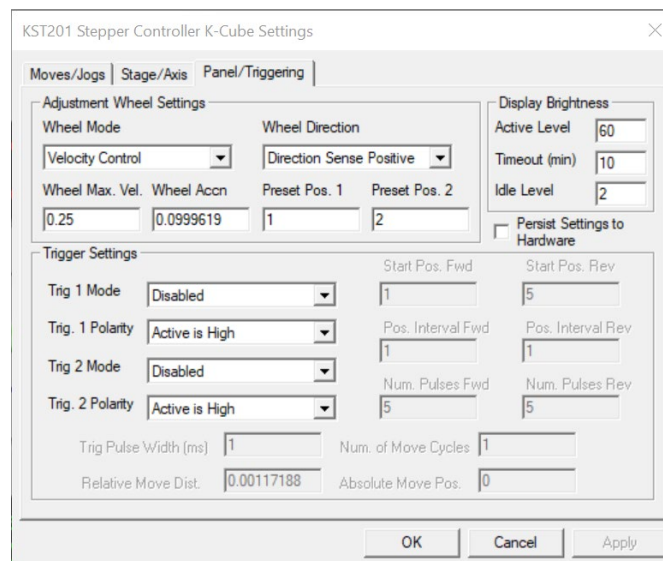 KST201 Stepper Controller K-Cube Settings
Moves/Jogs Stage/Axis Panel/Triggering
Adjustment Wheel Settings
Wheel Mode Wheel Direction
Velocity Control Direction Sense Positive
Wheel Max. Vel. Wheel Accn Preset Pos. 1 Preset Pos. 2
0.25 0.0999619 1 2
Display Brightness
Active Level 60
Timeout (min) 10
Idle Level 2
Persist Settings to
Hardware
Trigger Settings
Start Pos. Fwd Start Pos. Rev
Trig 1 Mode Disabled 1 5
Trig. 1 Polarity Active is High
Pos. Interval Fwd Pos. Interval Rev
1 1
Trig 2 Mode Disabled
Num. Pulses Fwd Num. Pulses Rev
Trig. 2 Polarity Active is High 5 5
Trig Pulse Width (ms) 1 Num. of Move Cycles 1
Relative Move Dist. 0.00117188 Absolute Move Pos. 0
OK Cancel Apply